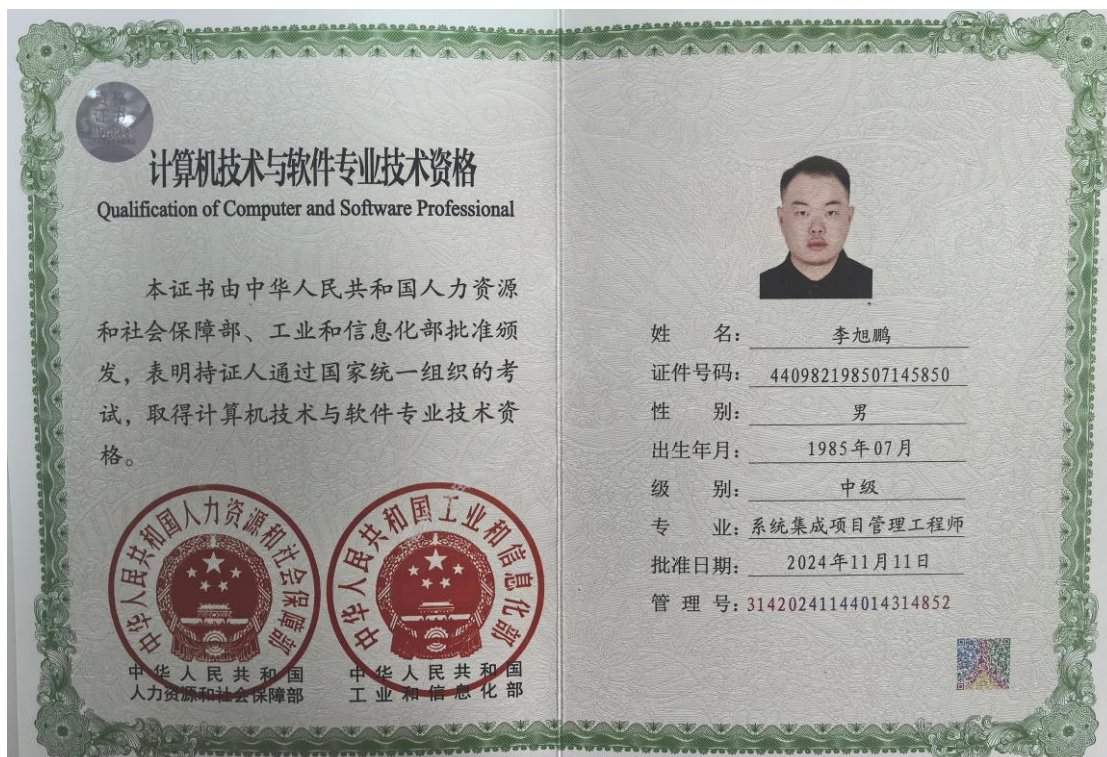 资格
证书
计算机技术与软件专业技术资格
Qualification of Computer and Software Professional
本证书由中华人民共和国人力资源
和社会保障部、工业和信息化部批准颁
发，表明持证人通过国家统一组织的考
试，取得计算机技术与软件专业技术资
格。
中华人民共和国人力资源和社会保障部
中华人民共和国
人力资源和社会保障部
中华人民共和国工业和信息化部
中华人民共和国
工业和信息化部
姓 名：李旭鹏
证件号码：440982198507145850
性 别：男
出生年月：1985年07月
级 别：中级
专 业：系统集成项目管理工程师
批准日期：2024年11月11日
管 理 号：31420241144014314852